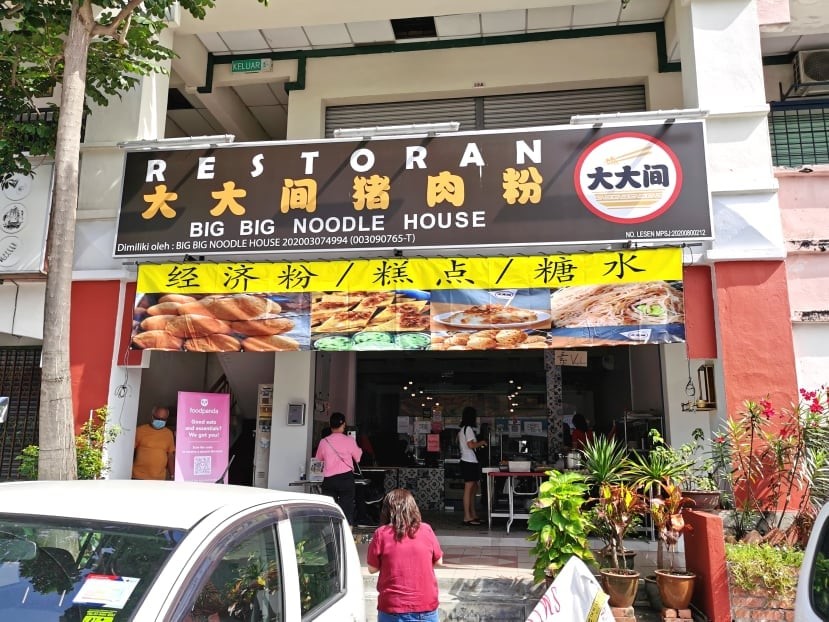 KELUAR
RESTORAN
大大间猪肉粉
BIG BIG NOODLE HOUSE
Dimiliki oleh : BIG BIG NOODLE HOUSE 202003074994 (003090765-T)
大大间
NO. LESEN MPSJ:20200800212
经济粉/糕点/糖水
foodpanda
Good eats
and essentials?
We got you!